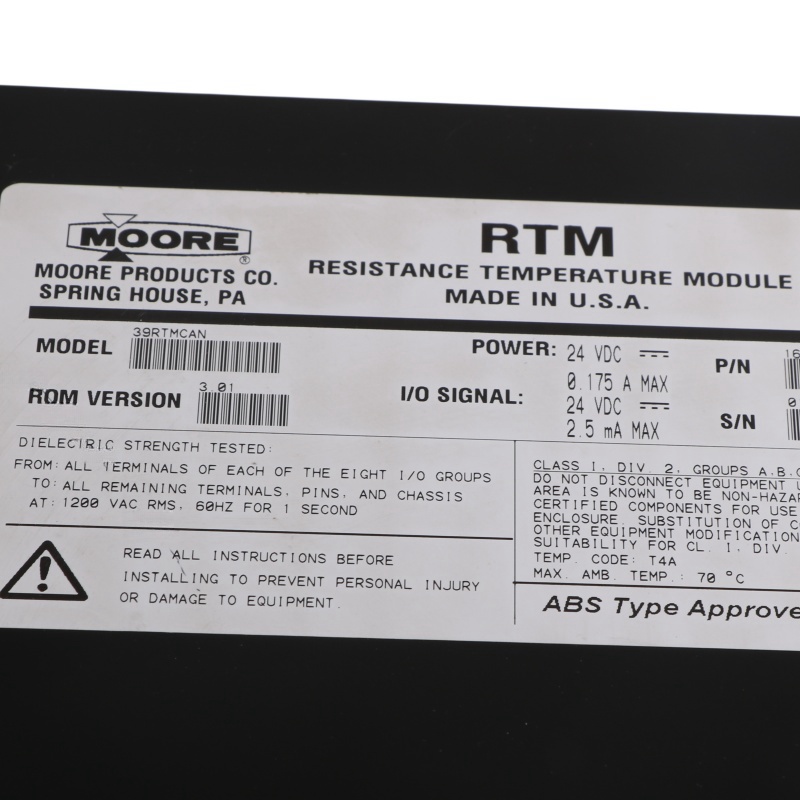 MOORE®
MOORE PRODUCTS CO.
SPRING HOUSE, PA
RTM
RESISTANCE TEMPERATURE MODULE
MADE IN U.S.A.
MODEL 39RTMCAN
ROM VERSION 3.01
POWER: 24 VDC
0.175 A MAX
I/O SIGNAL: 24 VDC
2.5 mA MAX
P/N 16
S/N 0
DIELECTRIC STRENGTH TESTED:
FROM: ALL TERMINALS OF EACH OF THE EIGHT I/O GROUPS
TO: ALL REMAINING TERMINALS, PINS, AND CHASSIS
AT: 1200 VAC RMS, 60HZ FOR 1 SECOND
READ ALL INSTRUCTIONS BEFORE
INSTALLING TO PREVENT PERSONAL INJURY
OR DAMAGE TO EQUIPMENT.
CLASS I, DIV. 2, GROUPS A,B,C
DO NOT DISCONNECT EQUIPMENT
AREA IS KNOWN TO BE NON-HAZA
CERTIFIED COMPONENTS FOR USE
ENCLOSURE. SUBSTITUTION OF C
OTHER EQUIPMENT MODIFICATION
SUITABILITY FOR CL. I, DIV.
TEMP. CODE: T4A
MAX. AMB. TEMP.: 70 °C
ABS Type Approve